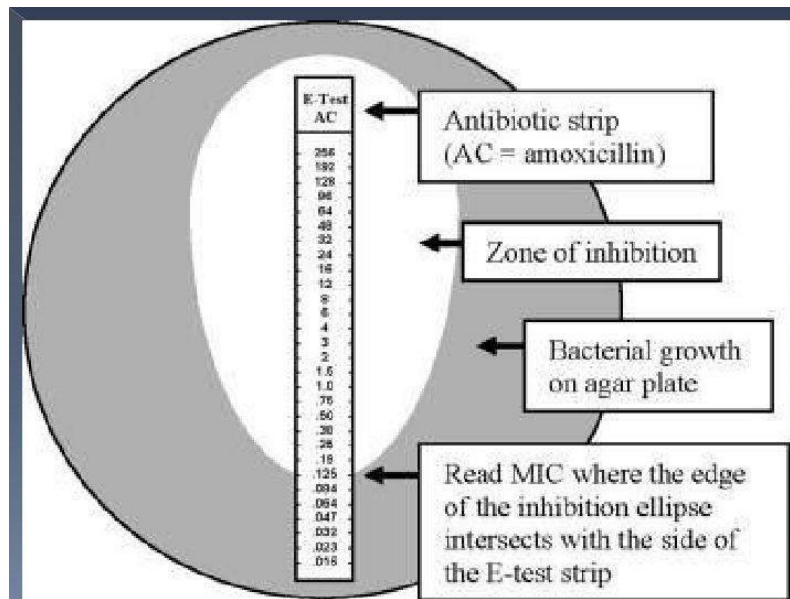 E-Test
AC
256
192
128
96
64
48
32
24
16
12
8
6
4
3
2
1.5
1.0
.75
.50
.38
.25
.19
.125
.094
.064
.047
.032
.023
.016
Antibiotic strip
(AC = amoxicillin)
Zone of inhibition
Bacterial growth
on agar plate
Read MIC where the edge
of the inhibition ellipse
intersects with the side of
the E-test strip